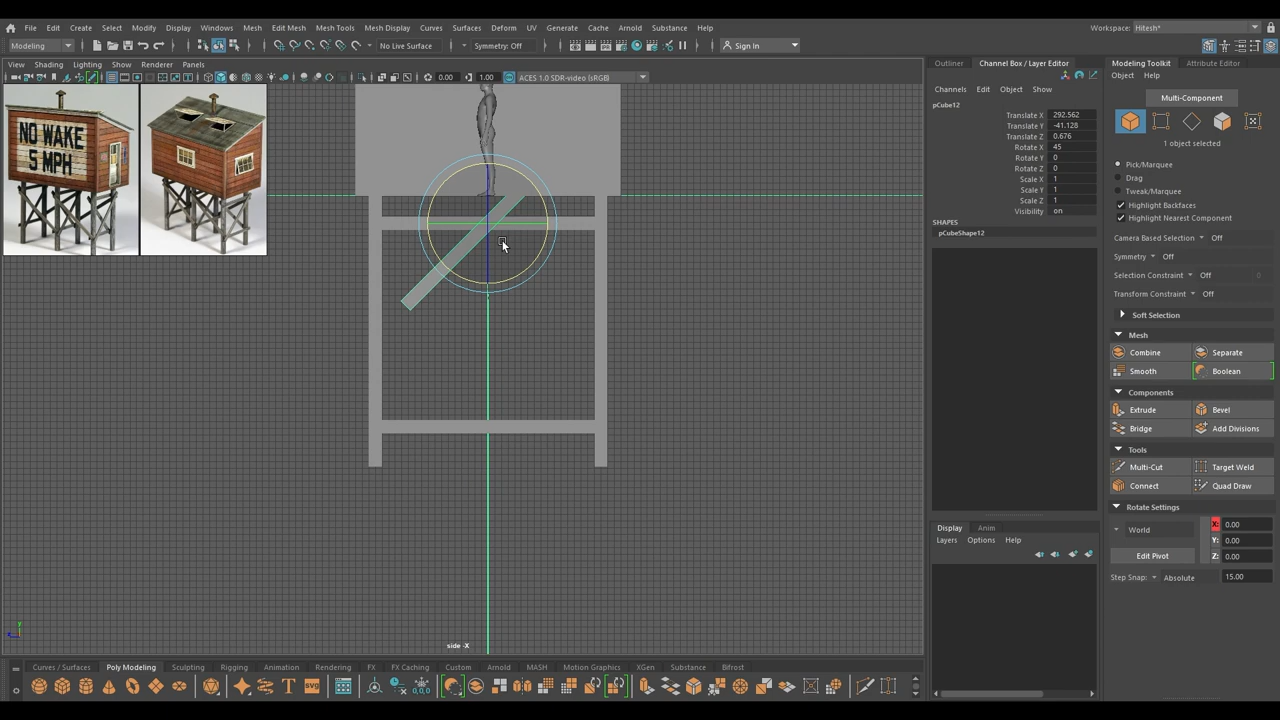 File Edit Create Select Modify Display Windows Mesh Edit Mesh Mesh Tools Mesh Display Curves Surfaces Deform UV Generate Cache Arnold Substance Help
Workspace: Hitesh*
Modeling No Live Surface Symmetry: Off Sign In
View Shading Lighting Show Renderer Panels
0.00 1.00 ACES 1.0 SDR-video (sRGB)
NO WAKE
5 MPH
side -X
Outliner Channel Box / Layer Editor
Channels Edit Object Show
pCube12
Translate X 292.562
Translate Y -41.128
Translate Z 0.676
Rotate X 45
Rotate Y 0
Rotate Z 0
Scale X 1
Scale Y 1
Scale Z 1
Visibility on
SHAPES
pCubeShape12
Display Anim
Layers Options Help
Modeling Toolkit Attribute Editor
Object Help
Multi-Component
1 object selected
Pick/Marquee
Drag
Tweak/Marquee
Highlight Backfaces
Highlight Nearest Component
Camera Based Selection Off
Symmetry Off
Selection Constraint Off 0
Transform Constraint Off
Soft Selection
Mesh
Combine Separate
Smooth Boolean
Components
Extrude Bevel
Bridge Add Divisions
Tools
Multi-Cut Target Weld
Connect Quad Draw
Rotate Settings
World
X: 0.00
Y: 0.00
Z: 0.00
Edit Pivot
Step Snap: Absolute 15.00
Curves / Surfaces Poly Modeling Sculpting Rigging Animation Rendering FX FX Caching Custom Arnold MASH Motion Graphics XGen Substance Bifrost